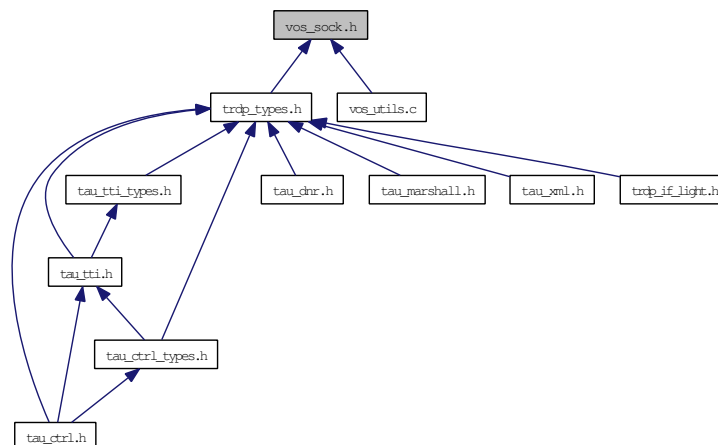 vos_sock.h
trdp_types.h
vos_utils.c
tau_tti_types.h
tau_dnr.h
tau_marshall.h
tau_xml.h
trdp_if_light.h
tau_tti.h
tau_ctrl_types.h
tau_ctrl.h